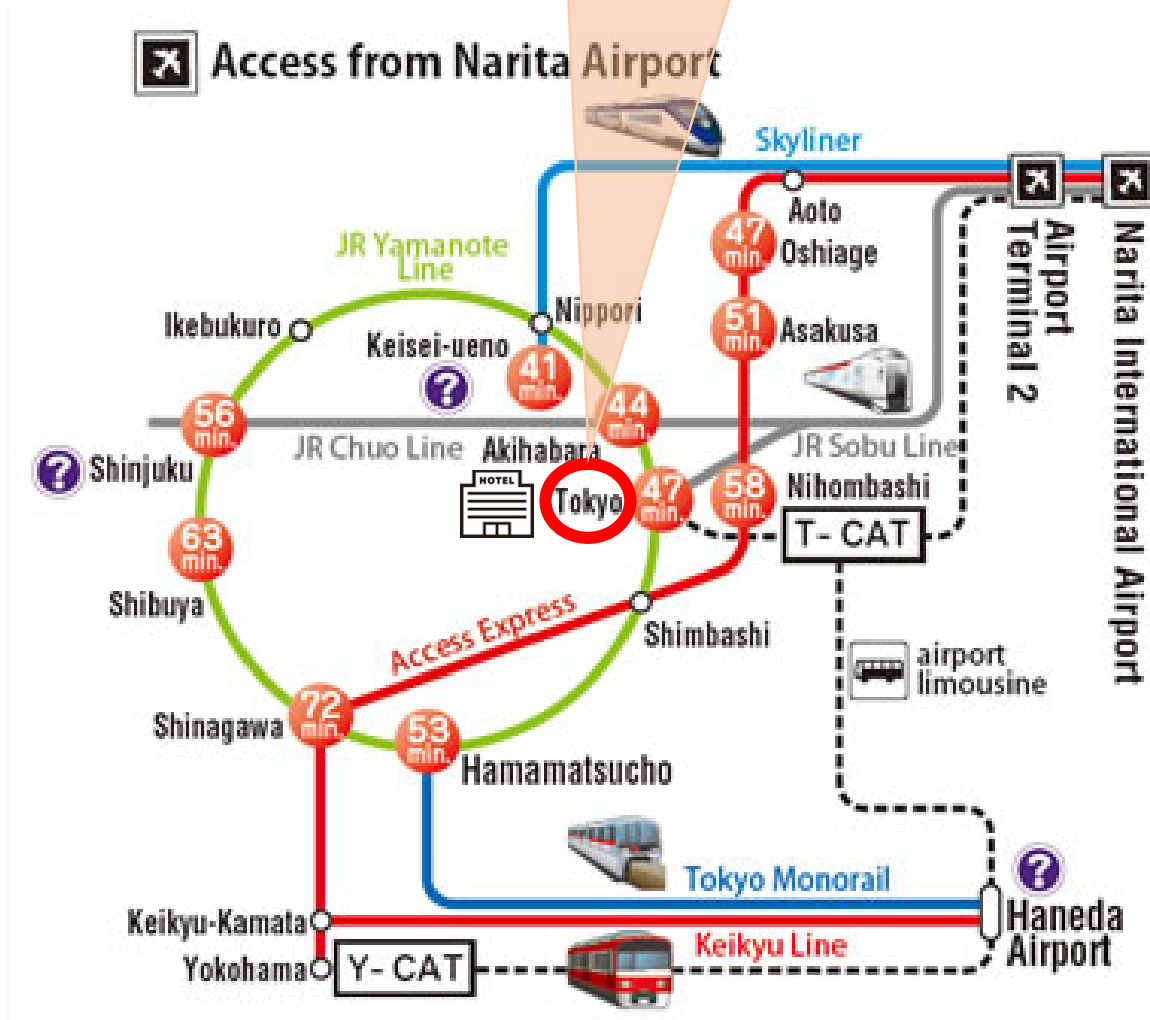 Access from Narita Airport
Skyliner
Aoto
47 min.
Oshiage
Airport Terminal 2
Narita International Airport
JR Yamanote
Line
Nippori
Ikebukuro
Keisei-ueno
41 min.
?
51 min.
Asakusa
56 min.
44 min.
JR Chuo Line
Akihabara
JR Sobu Line
?
Shinjuku
HOTEL
Tokyo
47 min.
58 min.
Nihombashi
T- CAT
63 min.
Shibuya
Access Express
Shimbashi
airport
limousine
72 min.
Shinagawa
53 min.
Hamamatsucho
Tokyo Monorail
?
Keikyu-Kamata
Haneda
Airport
Keikyu Line
Yokohama
Y- CAT